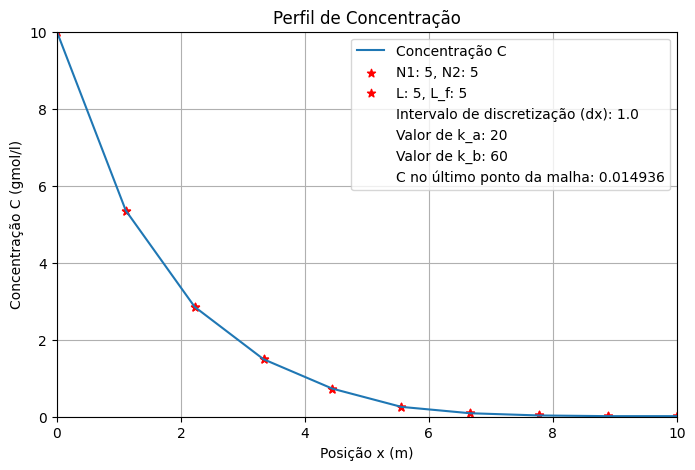 Perfil de Concentração
Concentração C
N1: 5, N2: 5
L: 5, L_f: 5
Intervalo de discretização (dx): 1.0
Valor de k_a: 20
Valor de k_b: 60
C no último ponto da malha: 0.014936
Concentração C (gmol/l)
10
8
6
4
2
0
0 2 4 6 8 10
Posição x (m)